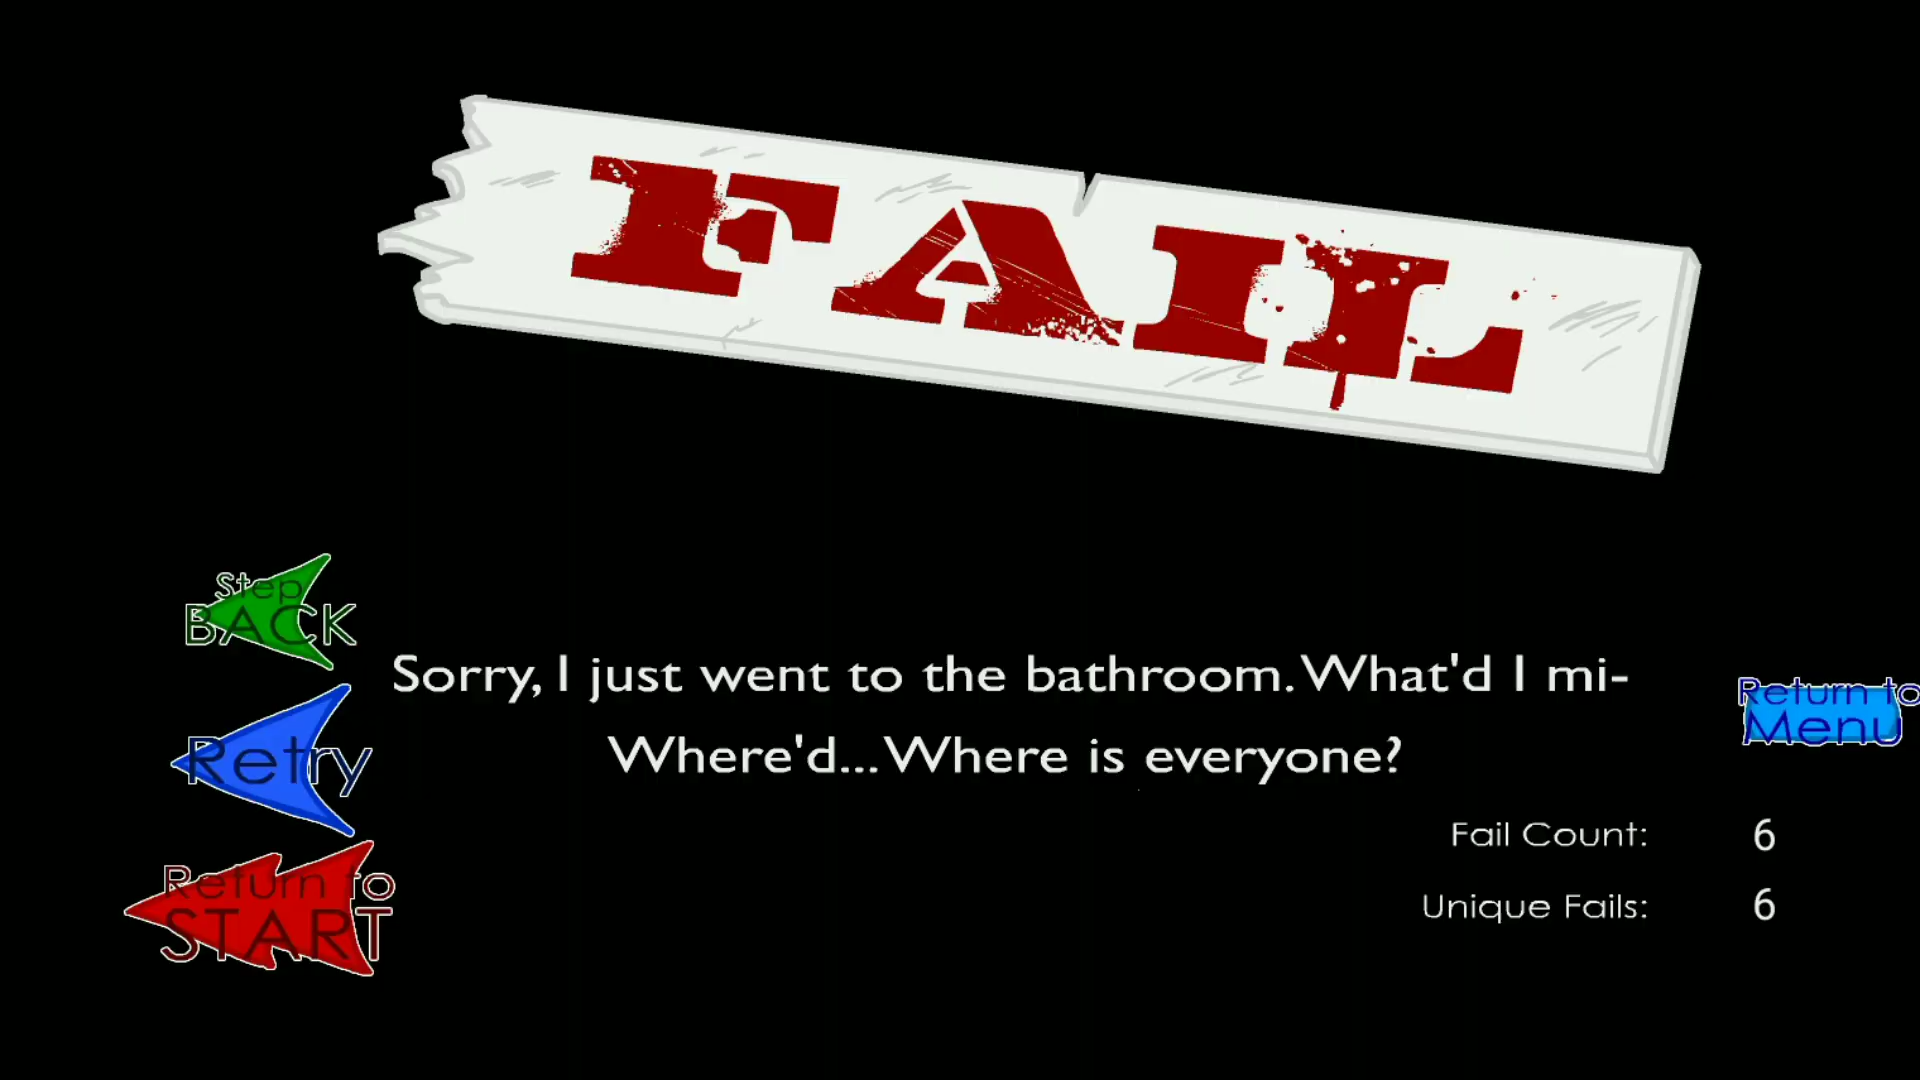 FAIL
Step
BACK
Sorry, I just went to the bathroom. What'd I mi-
Where'd... Where is everyone?
Retry
Return to
Menu
Fail Count: 6
Return to
START
Unique Fails: 6